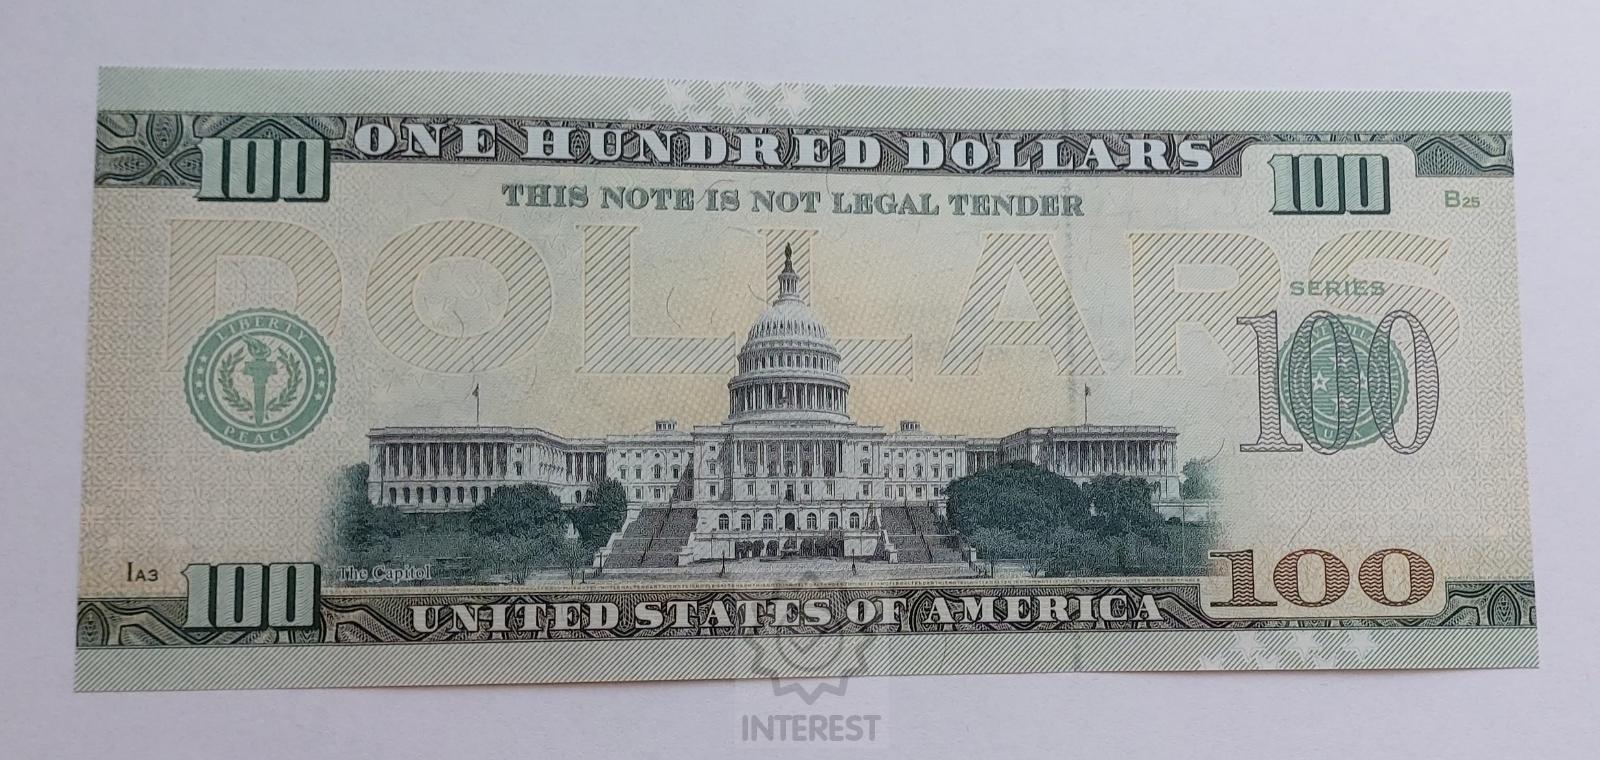 ONE HUNDRED DOLLARS
100
100
THIS NOTE IS NOT LEGAL TENDER
B25
DOLLARS
SERIES
100
LIBERTY
PEACE
IA3
100
The Capitol
100
UNITED STATES OF AMERICA
INTEREST